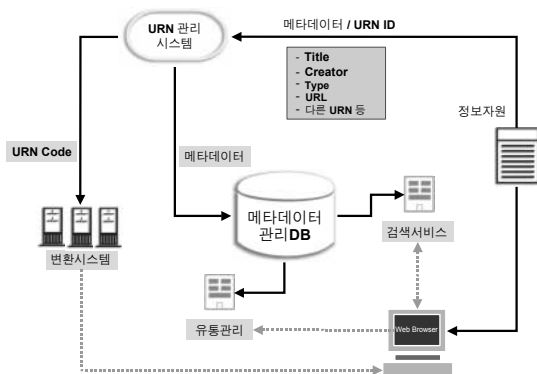 URN 관리
시스템
메타데이터 / URN ID
- Title
- Creator
- Type
- URL
- 다른 URN 등
정보자원
URN Code
메타데이터
메타데이터
관리DB
변환시스템
검색서비스
유통관리
Web Browser